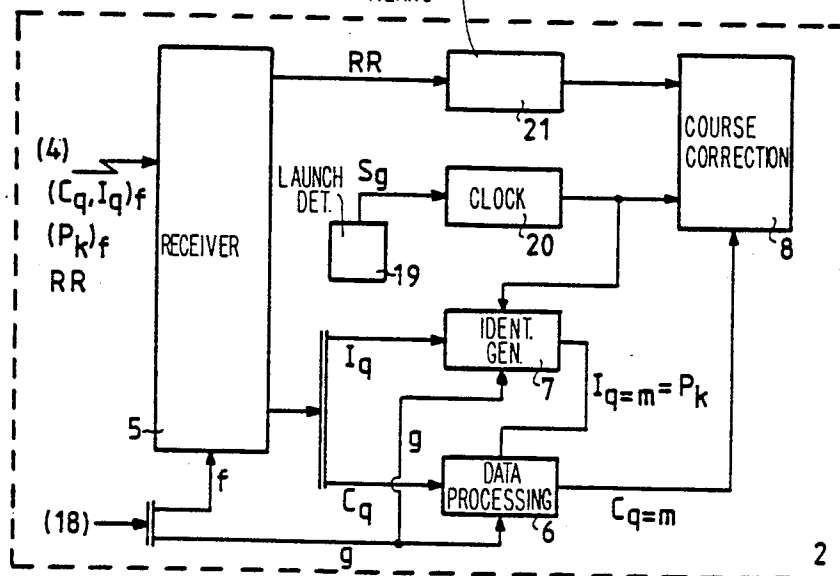 RR
21
COURSE
CORRECTION
8
(4)
(Cq,Iq)f
(Pk)f
RR
RECEIVER
5
LAUNCH
DET.
Sg
19
CLOCK
20
IDENT.
GEN.
7
Iq
Iq=m=Pk
g
Cq
DATA
PROCESSING
6
Cq=m
f
(18)
g
2